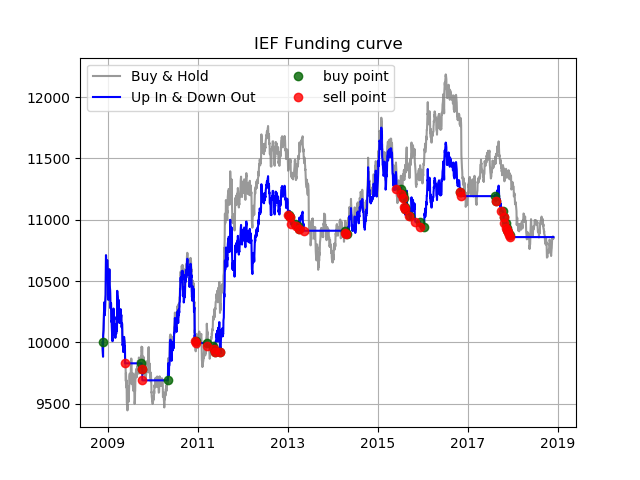 IEF Funding curve
Buy & Hold
Up In & Down Out
buy point
sell point
12000
11500
11000
10500
10000
9500
2009 2011 2013 2015 2017 2019